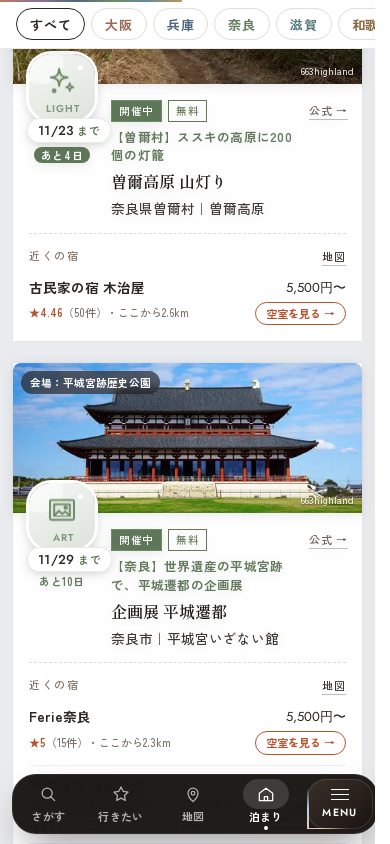 すべて
大阪
兵庫
奈良
滋賀
和歌
663highland
LIGHT
11/23 まで
あと4日
開催中
無料
公式 →
【曽爾村】ススキの高原に200
個の灯籠
曽爾高原 山灯り
奈良県曽爾村｜曽爾高原
近くの宿
地図
古民家の宿 木治屋
5,500円〜
★4.46（50件）・ここから2.6km
空室を見る →
会場：平城宮跡歴史公園
663highland
ART
11/29 まで
あと10日
開催中
無料
公式 →
【奈良】世界遺産の平城宮跡
で、平城遷都の企画展
企画展 平城遷都
奈良市｜平城宮いざない館
近くの宿
地図
Ferie奈良
5,500円〜
★5（15件）・ここから2.3km
空室を見る →
さがす
行きたい
地図
泊まり
MENU